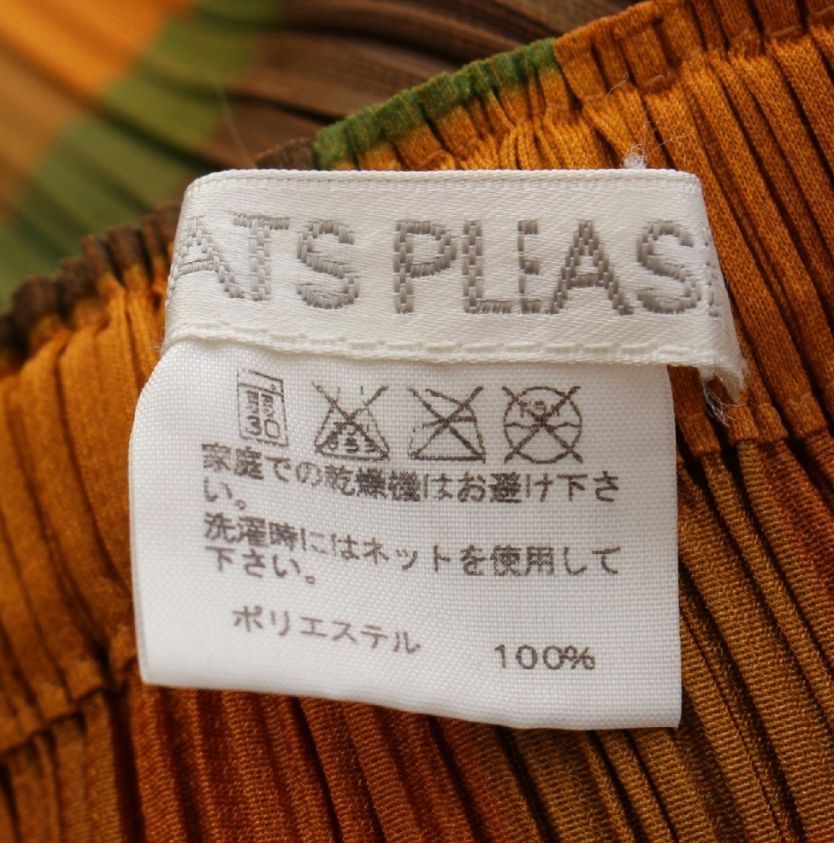 ATS PLEAS
弱
30
家庭での乾燥機はお避け下さ
い。
洗濯時にはネットを使用して
下さい。
ポリエステル 100%